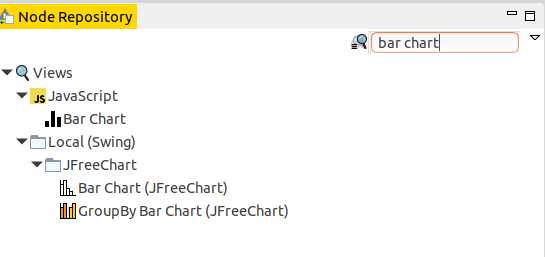 Node Repository
bar chart
Views
JS JavaScript
Bar Chart
Local (Swing)
JFreeChart
Bar Chart (JFreeChart)
GroupBy Bar Chart (JFreeChart)